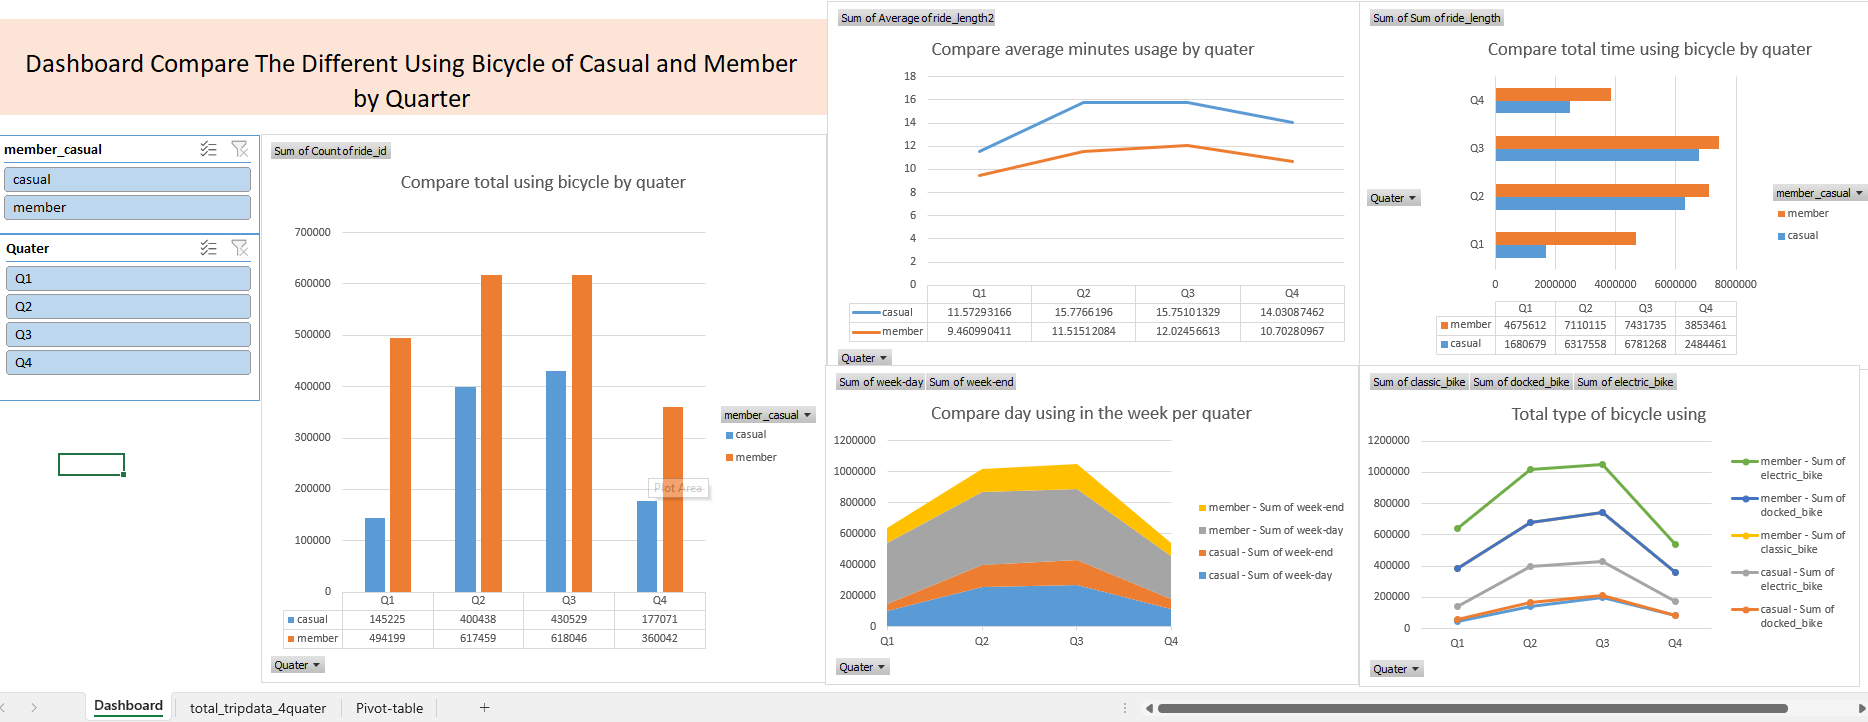 Dashboard Compare The Different Using Bicycle of Casual and Member
by Quarter
member_casual
casual
member
Quater
Q1
Q2
Q3
Q4
Sum of Count of ride_id
Compare total using bicycle by quater
700000
600000
500000
400000
300000
200000
100000
0
Q1 Q2 Q3 Q4
casual 145225 400438 430529 177071
member 494199 617459 618046 360042
member_casual
casual
member
Plot Area
Quater
Sum of Average of ride_length2
Compare average minutes usage by quater
18
16
14
12
10
8
6
4
2
0
Q1 Q2 Q3 Q4
casual 11.57293166 15.7766196 15.75101329 14.03087462
member 9.460990411 11.51512084 12.02456613 10.70280967
Quater
Sum of Sum of ride_length
Compare total time using bicycle by quater
Quater
Q4
Q3
Q2
Q1
0 2000000 4000000 6000000 8000000
Q1 Q2 Q3 Q4
member 4675612 7110115 7431735 3853461
casual 1680679 6317558 6781268 2484461
member_casual
member
casual
Sum of week-day Sum of week-end
Compare day using in the week per quater
1200000
1000000
800000
600000
400000
200000
0
Q1 Q2 Q3 Q4
member - Sum of week-end
member - Sum of week-day
casual - Sum of week-end
casual - Sum of week-day
Quater
Sum of classic_bike Sum of docked_bike Sum of electric_bike
Total type of bicycle using
1200000
1000000
800000
600000
400000
200000
0
Q1 Q2 Q3 Q4
member - Sum of
electric_bike
member - Sum of
docked_bike
member - Sum of
classic_bike
casual - Sum of
electric_bike
casual - Sum of
docked_bike
Quater
Dashboard total_tripdata_4quater Pivot-table +